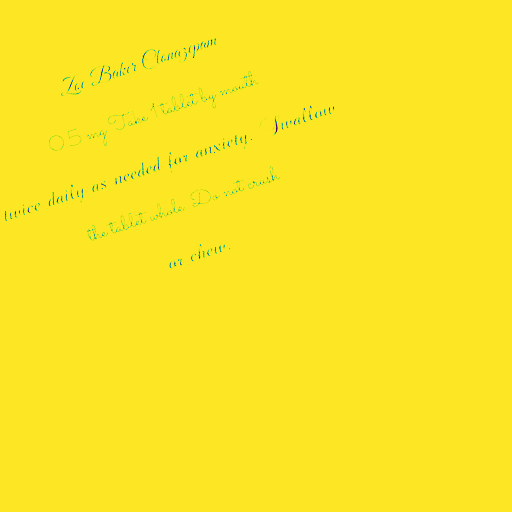 Zoe Baker Clonazepam
0.5 mg Take 1 tablet by mouth
twice daily as needed for anxiety. Swallow
the tablet whole. Do not crush
or chew.